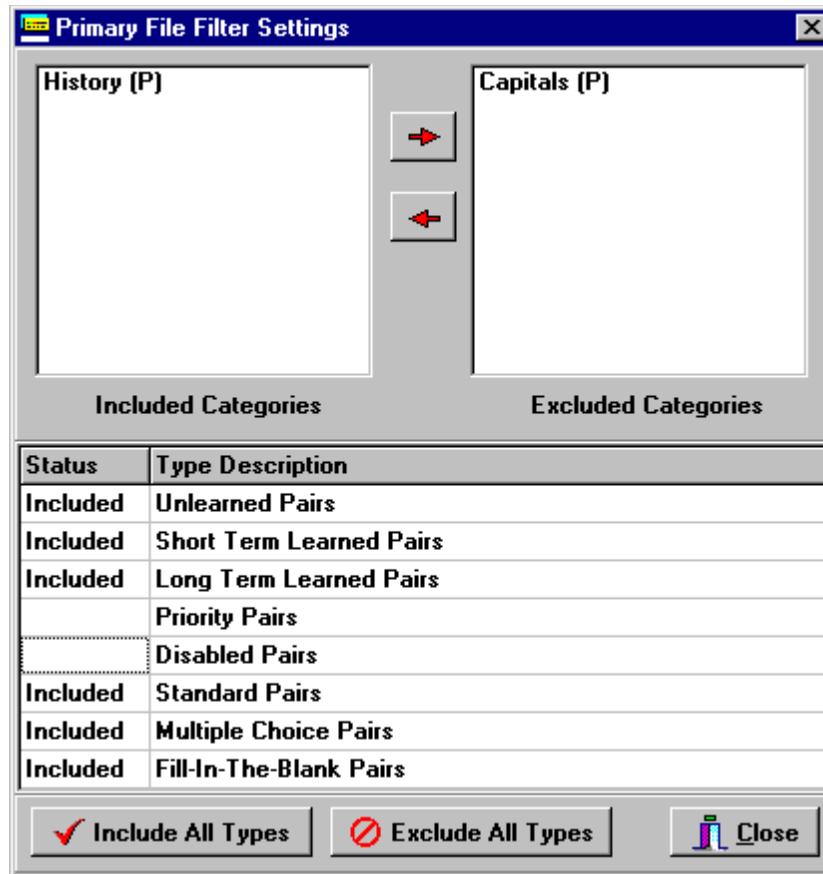 Primary File Filter Settings
History (P)
Capitals (P)
Included Categories
Excluded Categories
Status Type Description
Included Unlearned Pairs
Included Short Term Learned Pairs
Included Long Term Learned Pairs
Priority Pairs
Disabled Pairs
Included Standard Pairs
Included Multiple Choice Pairs
Included Fill-In-The-Blank Pairs
Include All Types Exclude All Types Close